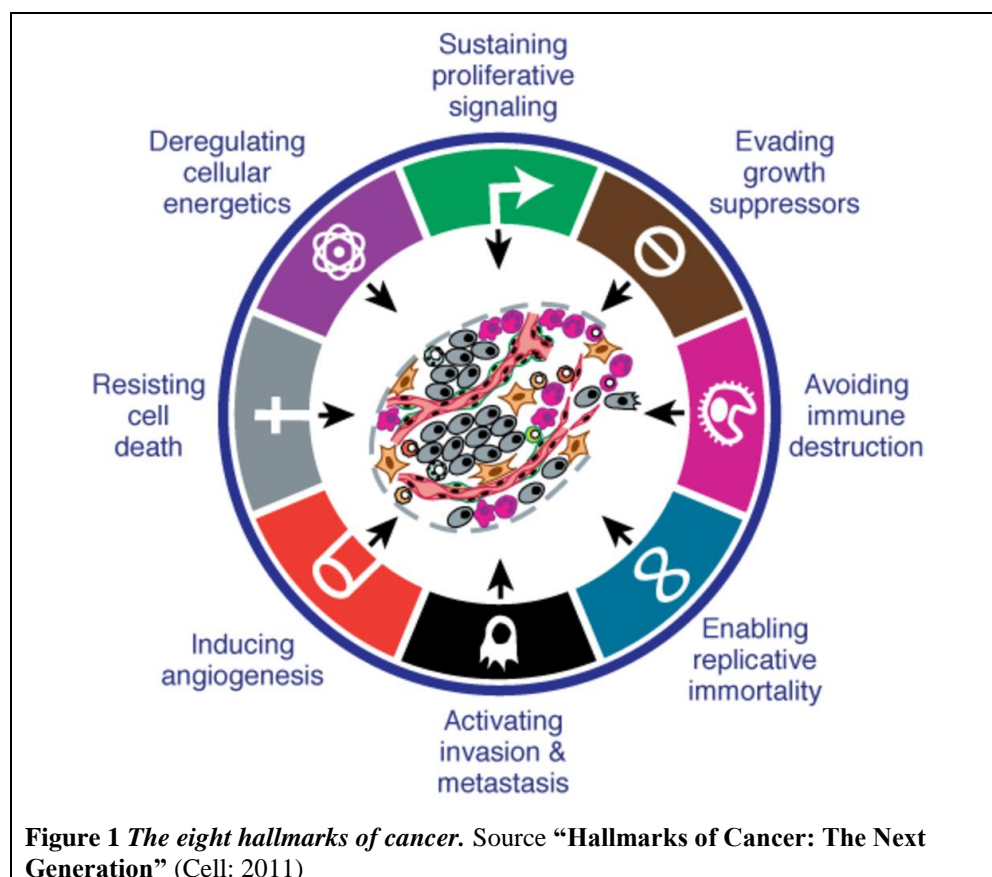 Sustaining
proliferative
signaling
Deregulating
cellular
energetics
Evading
growth
suppressors
Resisting
cell
death
Avoiding
immune
destruction
Inducing
angiogenesis
Enabling
replicative
immortality
Activating
invasion &
metastasis
Figure 1 The eight hallmarks of cancer. Source “Hallmarks of Cancer: The Next
Generation” (Cell; 2011)